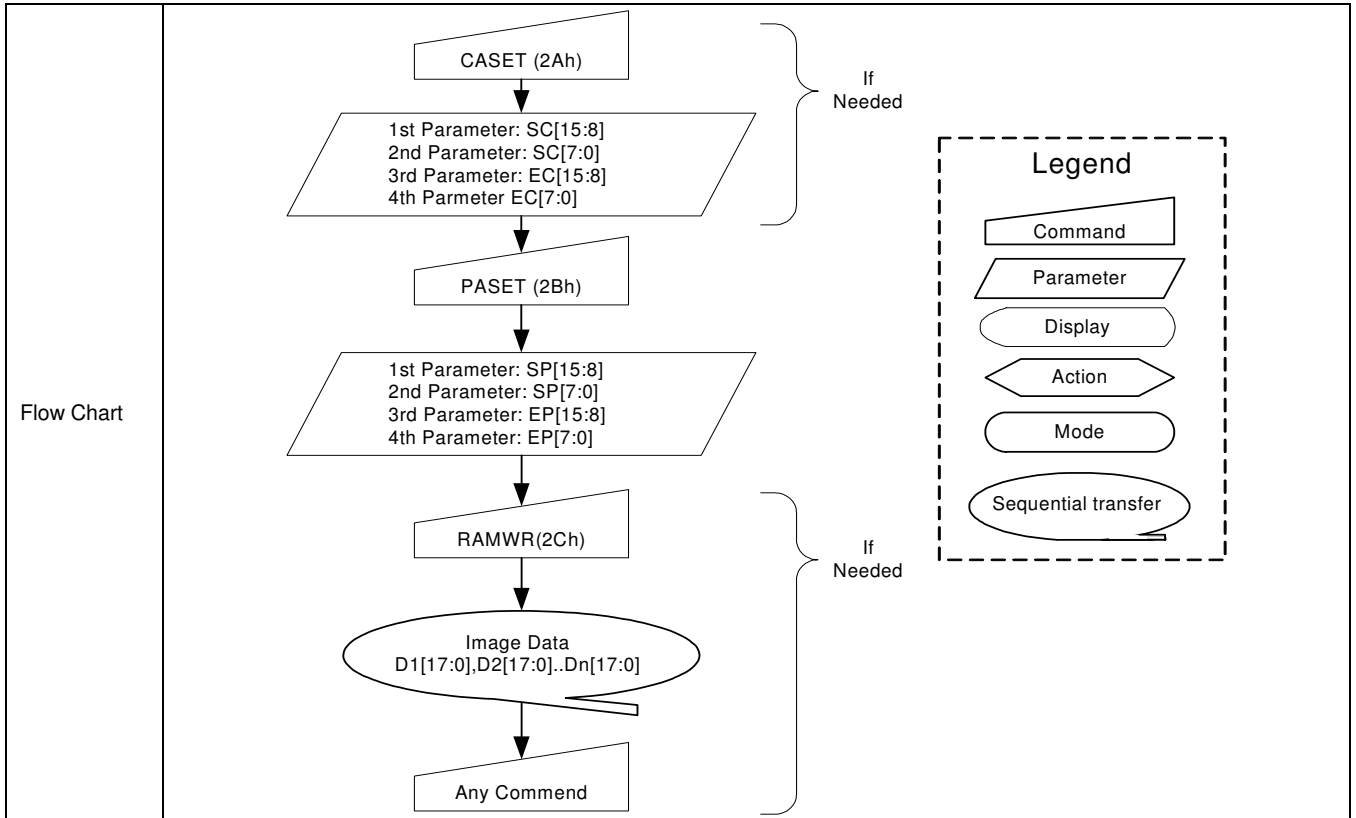 Flow Chart
CASET (2Ah)
1st Parameter: SC[15:8]
2nd Parameter: SC[7:0]
3rd Parameter: EC[15:8]
4th Parmeter EC[7:0]
If
Needed
PASET (2Bh)
1st Parameter: SP[15:8]
2nd Parameter: SP[7:0]
3rd Parameter: EP[15:8]
4th Parameter: EP[7:0]
RAMWR(2Ch)
Image Data
D1[17:0],D2[17:0]..Dn[17:0]
Any Commend
If
Needed
Legend
Command
Parameter
Display
Action
Mode
Sequential transfer